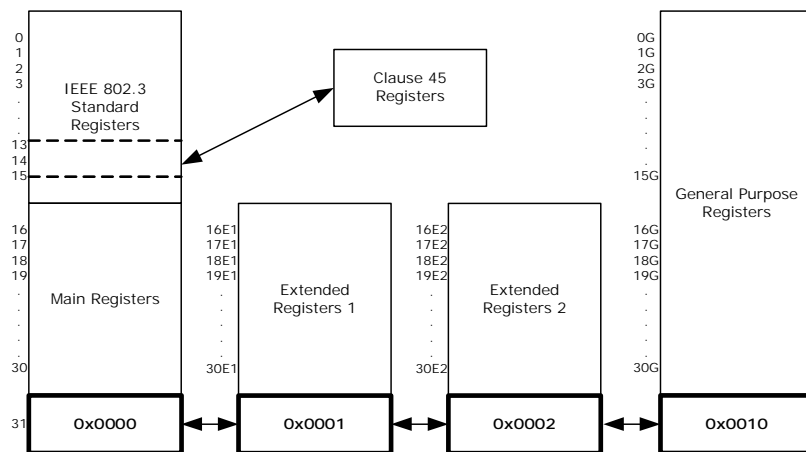 0
1
2
3
.
.
.
13
14
15
IEEE 802.3
Standard
Registers
16
17
18
19
.
.
.
.
.
30
Main Registers
31
0x0000
Clause 45
Registers
16E1
17E1
18E1
19E1
.
.
.
.
.
30E1
Extended
Registers 1
0x0001
16E2
17E2
18E2
19E2
.
.
.
.
.
30E2
Extended
Registers 2
0x0002
0G
1G
2G
3G
.
.
.
.
.
15G
16G
17G
18G
19G
.
.
.
.
.
30G
General Purpose
Registers
0x0010